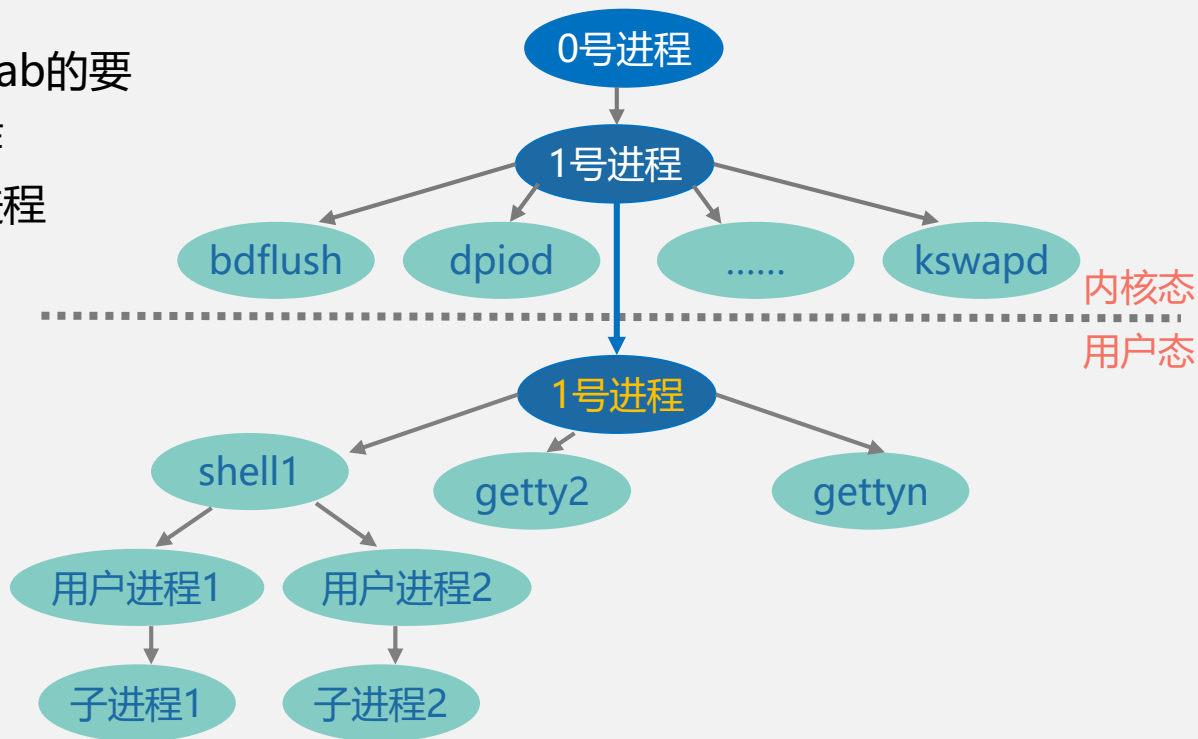 ab的要
进程
0号进程
1号进程
bdflush
dpiod
......
kswapd
内核态
用户态
1号进程
shell1
getty2
gettyn
用户进程1
用户进程2
子进程1
子进程2